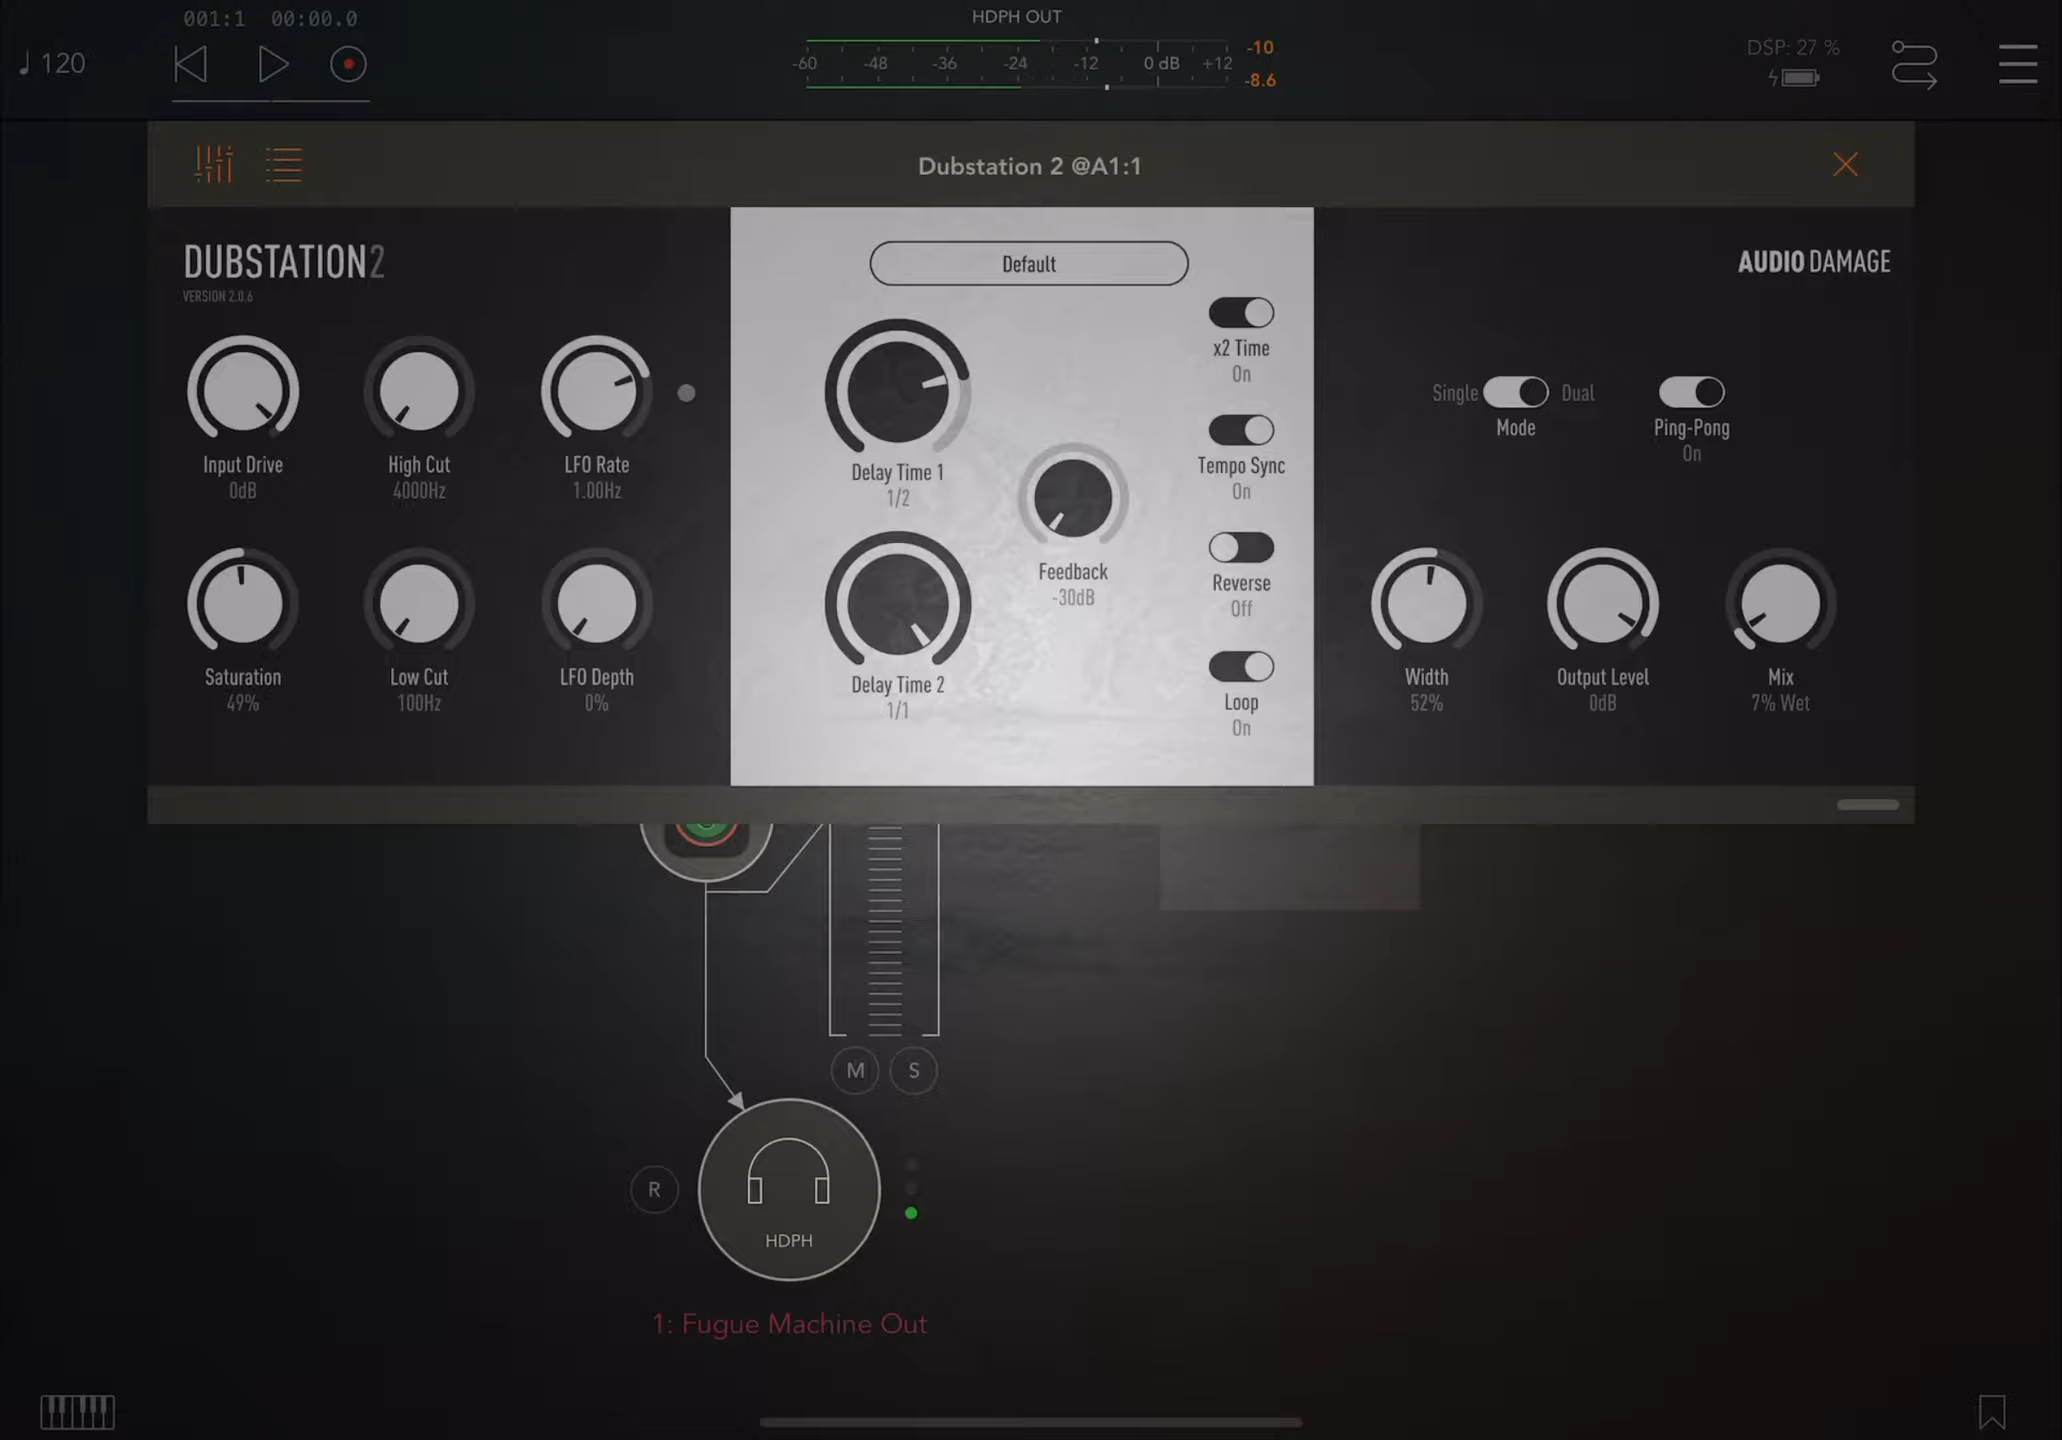 001:1 00:00.0
120
HDPH OUT
-60 -48 -36 -24 -12 0 dB +12
-10
-8.6
DSP: 27 %
Dubstation 2 @A1:1
DUBSTATION2
VERSION 2.0.6
Default
AUDIO DAMAGE
Input Drive
0dB
High Cut
4000Hz
LFO Rate
1.00Hz
Saturation
49%
Low Cut
100Hz
LFO Depth
0%
Delay Time 1
1/2
Delay Time 2
1/1
Feedback
-30dB
x2 Time
On
Tempo Sync
On
Reverse
Off
Loop
On
Single Dual
Mode
Ping-Pong
On
Width
52%
Output Level
0dB
Mix
7% Wet
M S
R
HDPH
1: Fugue Machine Out